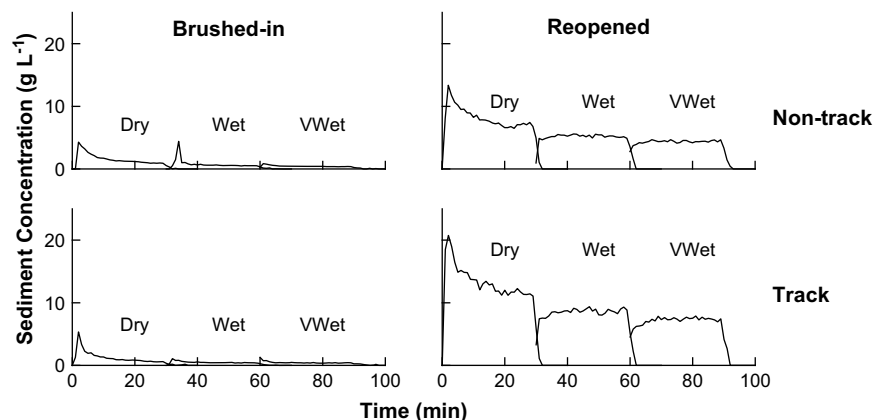 Brushed-in
Reopened
Sediment Concentration (g L⁻¹)
20
10
0
Dry Wet VWet
Dry Wet VWet
Non-track
20
10
0
Dry Wet VWet
Dry Wet VWet
Track
0 20 40 60 80 100
0 20 40 60 80 100
Time (min)